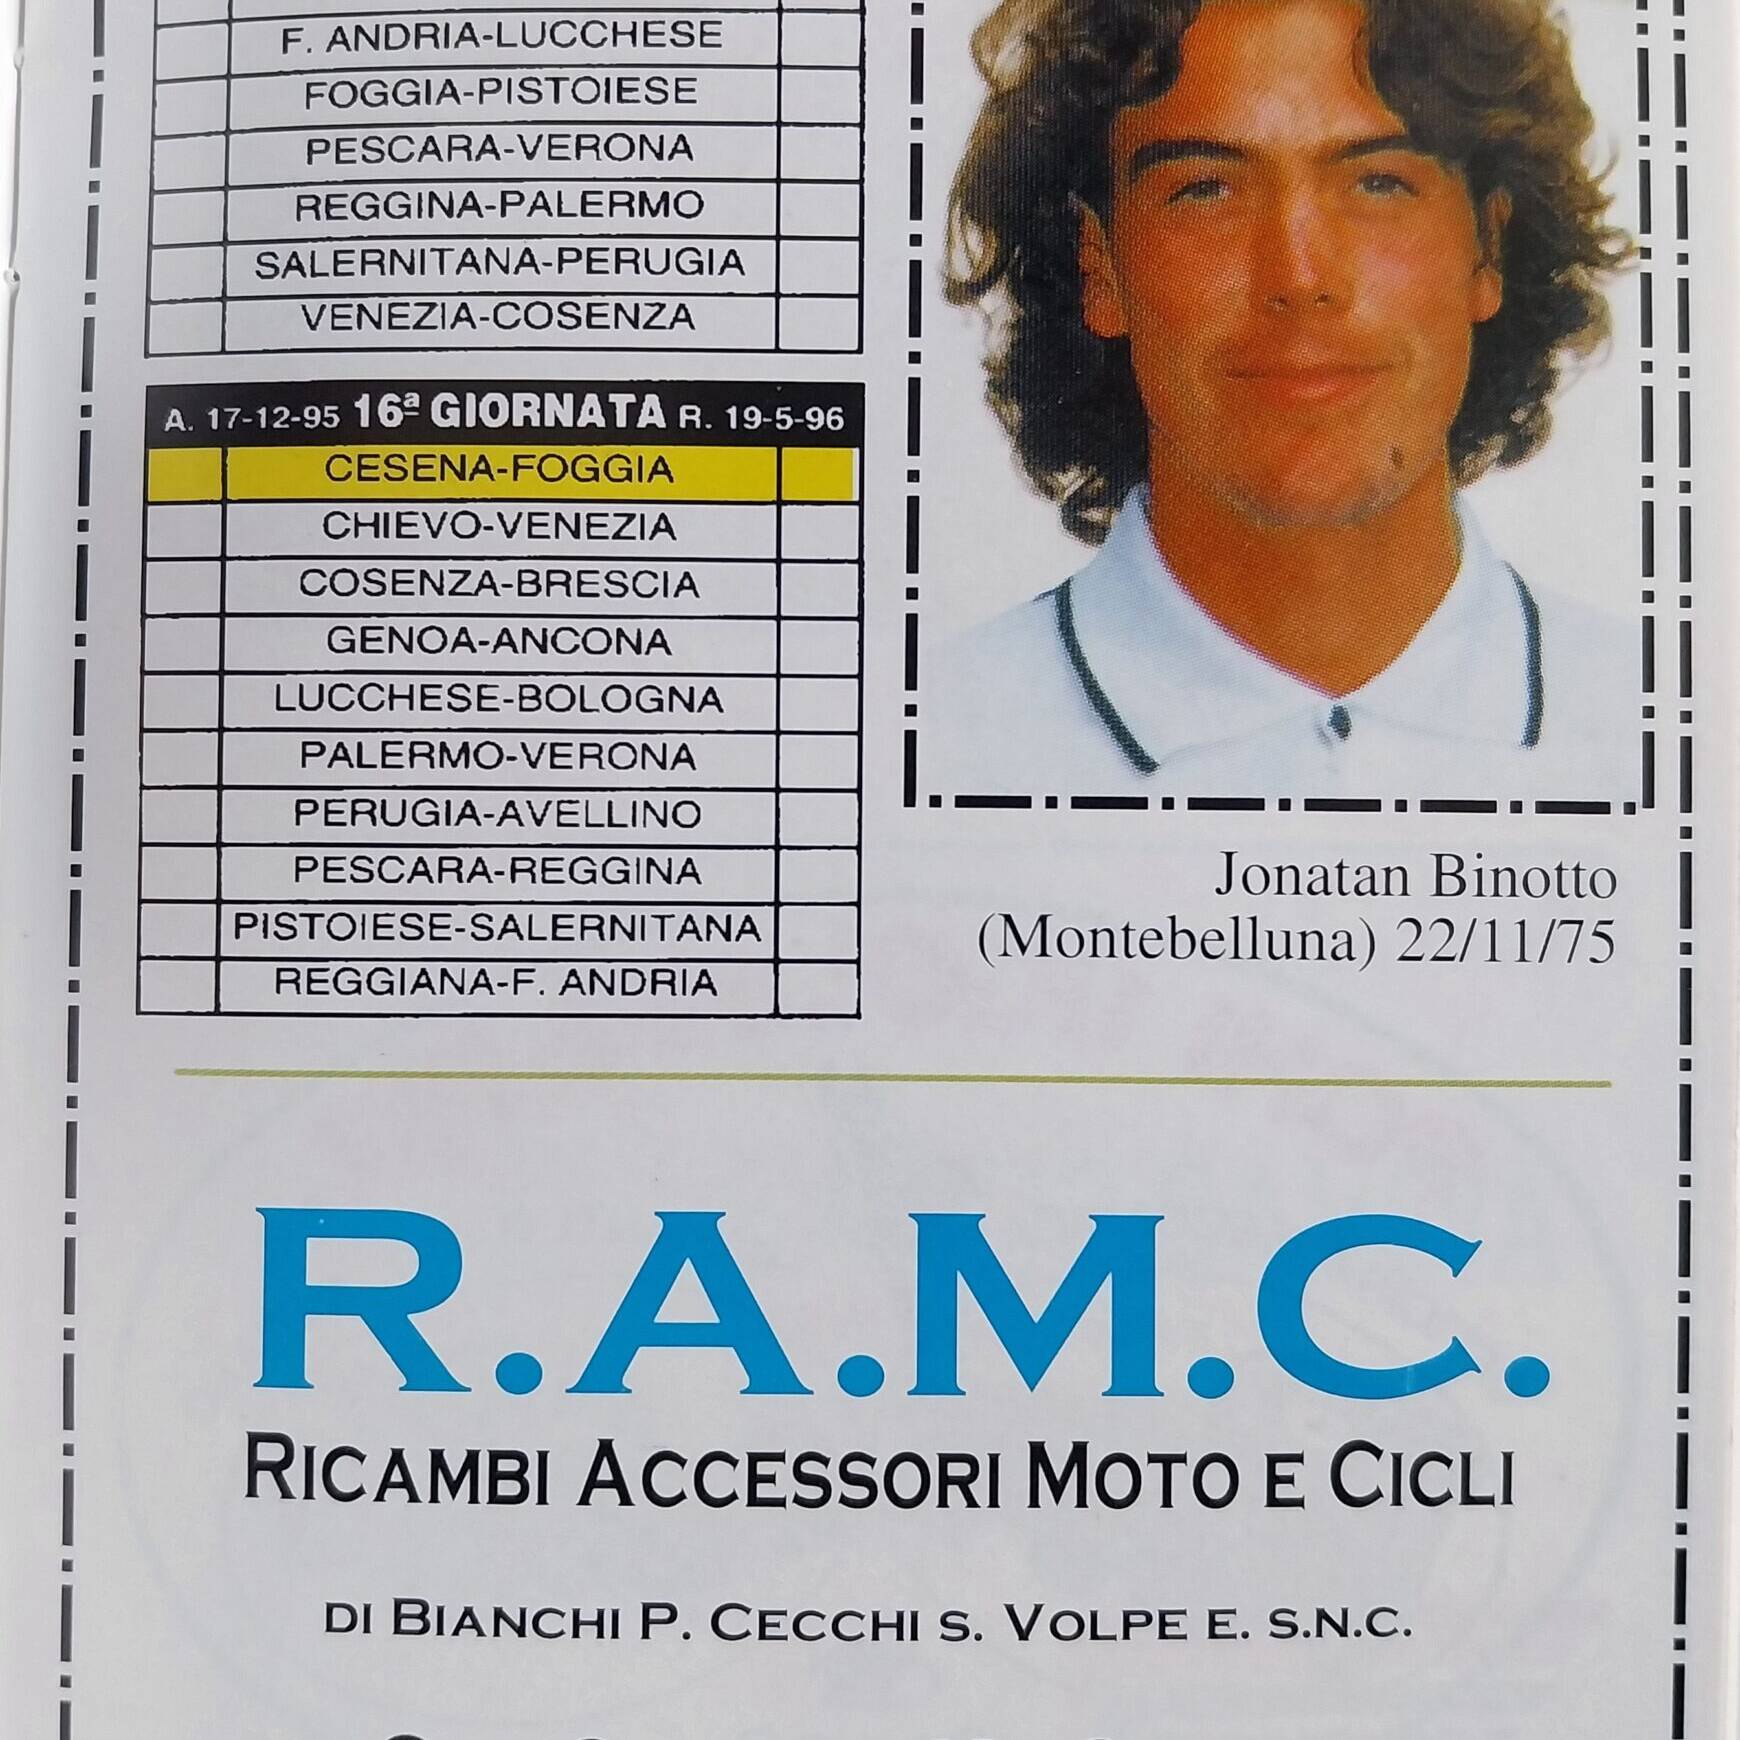 F. ANDRIA-LUCCHESE
FOGGIA-PISTOIESE
PESCARA-VERONA
REGGINA-PALERMO
SALERNITANA-PERUGIA
VENEZIA-COSENZA
A. 17-12-95 16ª GIORNATA R. 19-5-96
CESENA-FOGGIA
CHIEVO-VENEZIA
COSENZA-BRESCIA
GENOA-ANCONA
LUCCHESE-BOLOGNA
PALERMO-VERONA
PERUGIA-AVELLINO
PESCARA-REGGINA
PISTOIESE-SALERNITANA
REGGIANA-F. ANDRIA
Jonatan Binotto
(Montebelluna) 22/11/75
R.A.M.C.
RICAMBI ACCESSORI MOTO E CICLI
DI BIANCHI P. CECCHI S. VOLPE E. S.N.C.